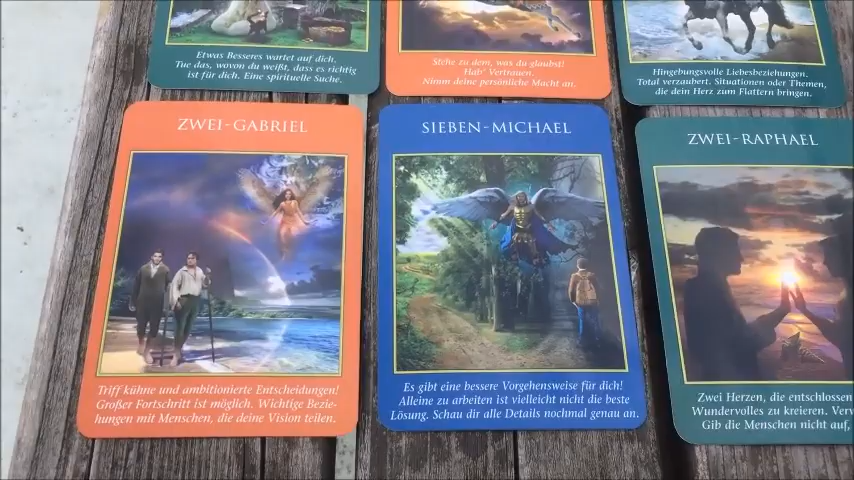 Etwas Besseres wartet auf dich.
Tue das, wovon du weißt, dass es richtig
ist für dich. Eine spirituelle Suche.
Stehe zu dem, was du glaubst!
Hab' Vertrauen.
Nimm deine persönliche Macht an.
Hingebungsvolle Liebesbeziehungen.
Total verzaubert. Situationen oder Themen,
die dein Herz zum Flattern bringen.
ZWEI-GABRIEL
Triff kühne und ambitionierte Entscheidungen!
Großer Fortschritt ist möglich. Wichtige Bezie-
hungen mit Menschen, die deine Vision teilen.
SIEBEN-MICHAEL
Es gibt eine bessere Vorgehensweise für dich!
Alleine zu arbeiten ist vielleicht nicht die beste
Lösung. Schau dir alle Details nochmal genau an.
ZWEI-RAPHAEL
Zwei Herzen, die entschlossen
Wundervolles zu kreieren.
Gib die Menschen nicht auf,